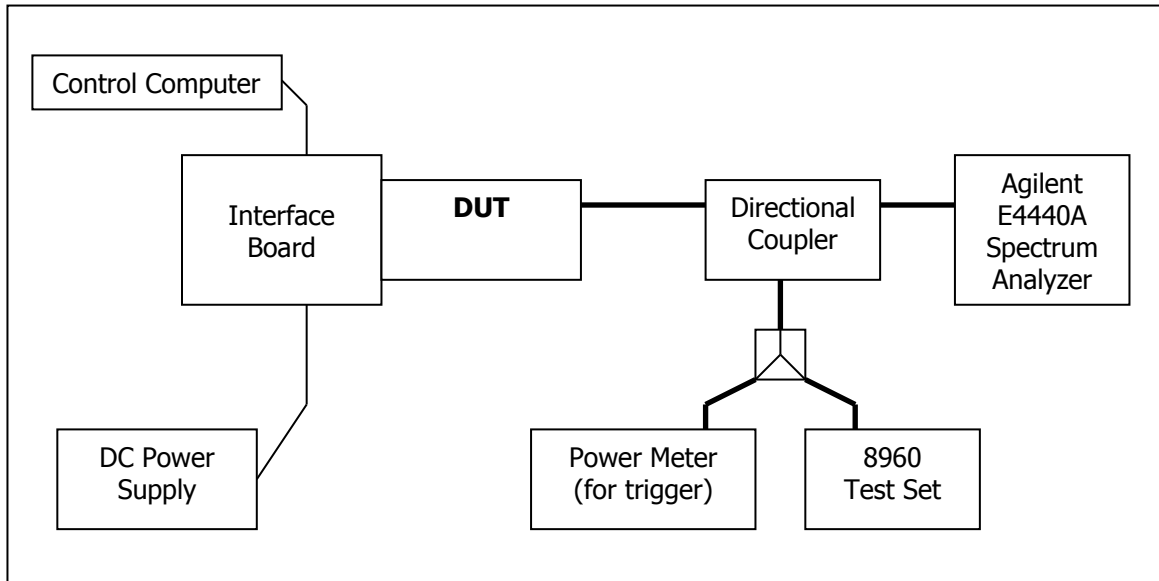 Control Computer
Interface
Board
DUT
Directional
Coupler
Agilent
E4440A
Spectrum
Analyzer
DC Power
Supply
Power Meter
(for trigger)
8960
Test Set